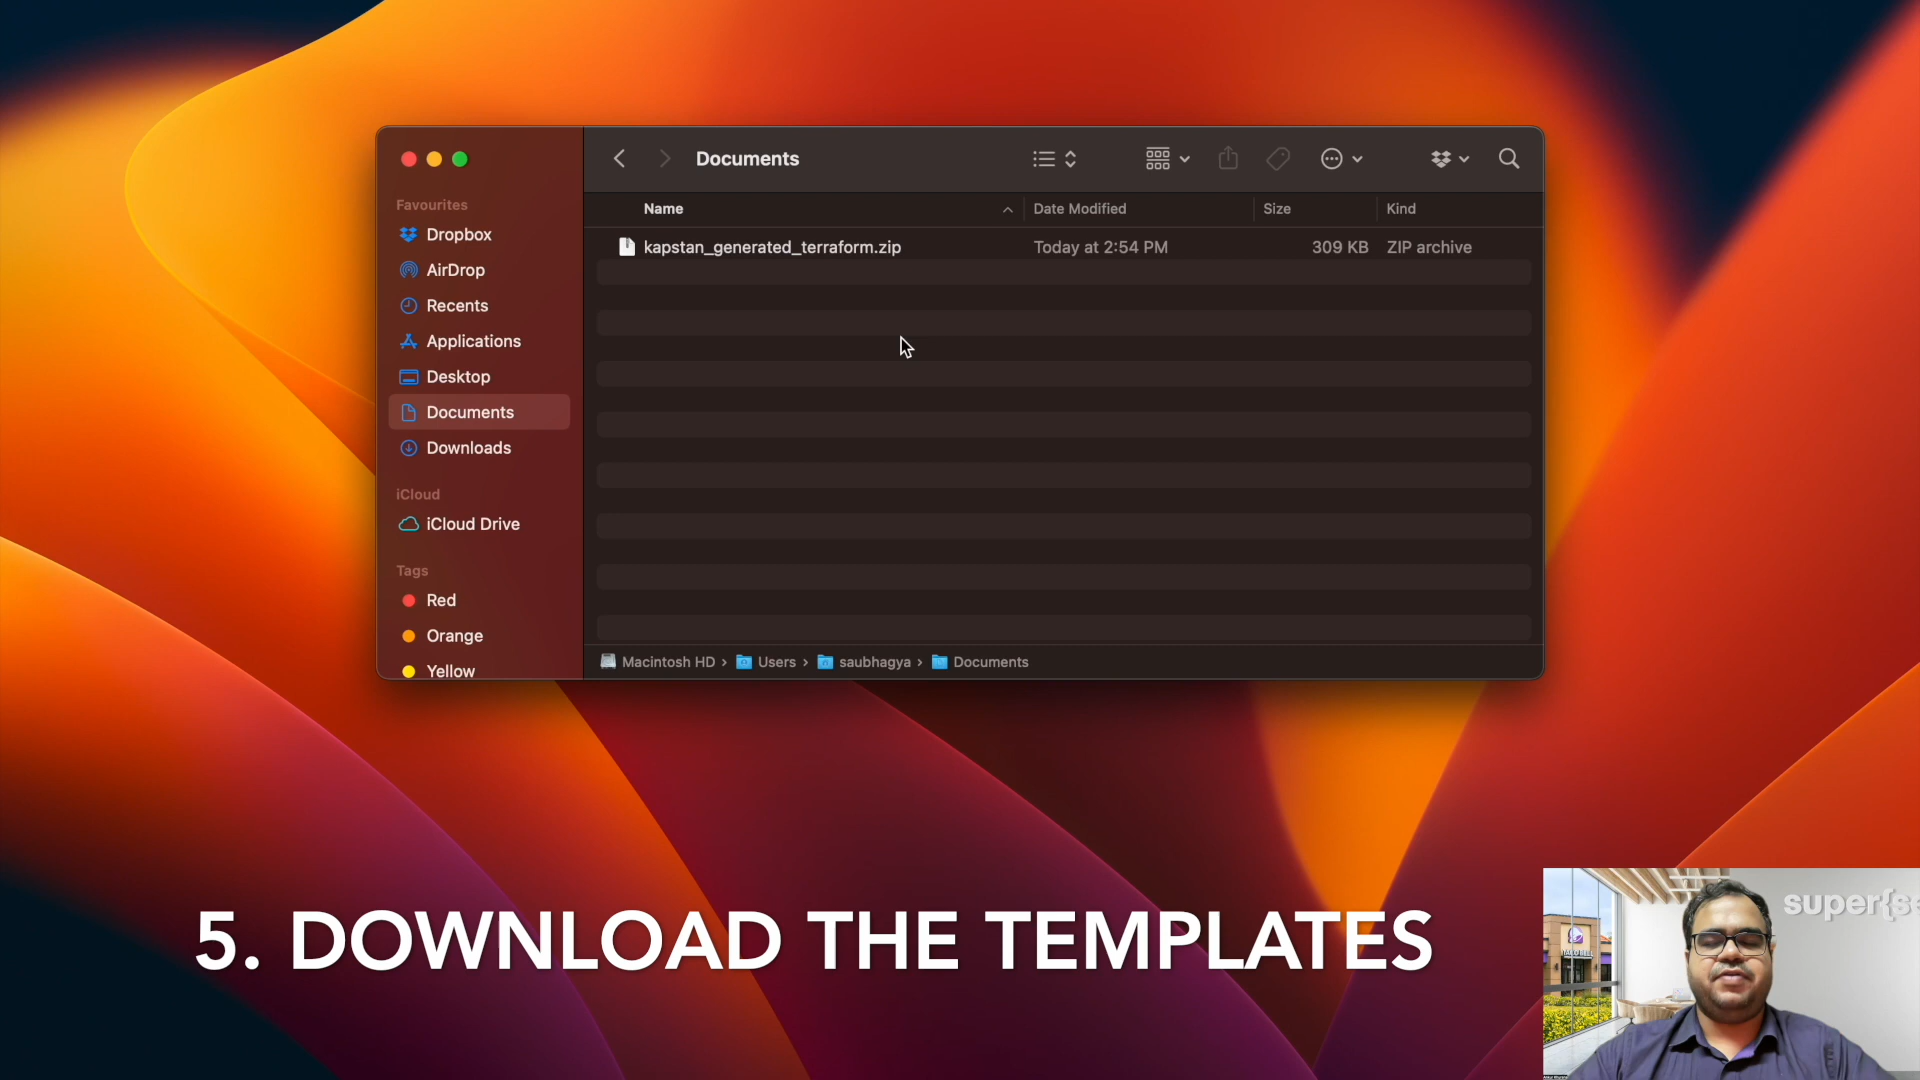 Documents
Favourites
Dropbox
AirDrop
Recents
Applications
Desktop
Documents
Downloads
iCloud
iCloud Drive
Tags
Red
Orange
Yellow
Name Date Modified Size Kind
kapstan_generated_terraform.zip Today at 2:54 PM 309 KB ZIP archive
Macintosh HD › Users › saubhagya › Documents
5. DOWNLOAD THE TEMPLATES
super{se